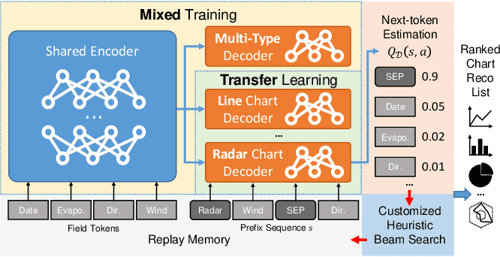 Mixed Training
Shared Encoder
...
Multi-Type
Decoder
Transfer Learning
Line Chart
Decoder
...
Radar Chart
Decoder
Date
Evapo.
Dir.
Wind
Field Tokens
Radar
Wind
SEP
Dir.
Prefix Sequence s
Replay Memory
Next-token
Estimation
Q_D(s, a)
SEP 0.9
Date 0.05
Evapo. 0.02
Dir. 0.01
...
Customized
Heuristic
Beam Search
Ranked
Chart
Reco
List